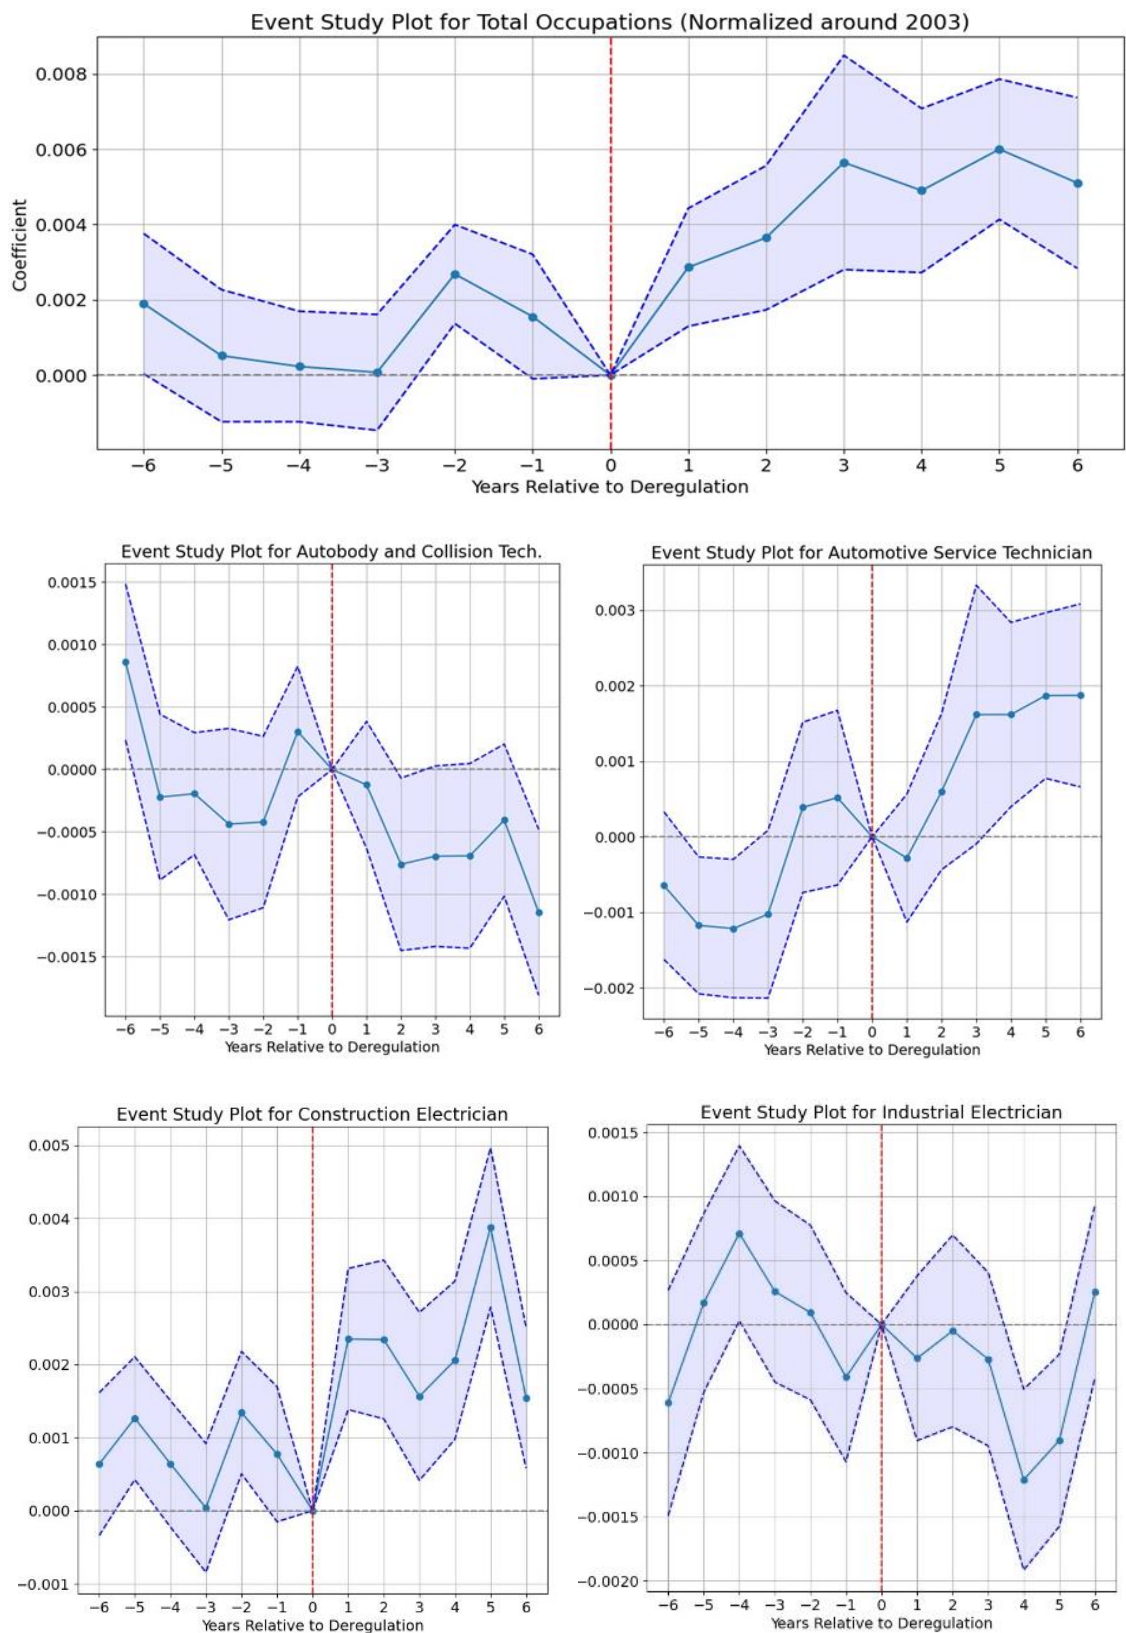 Event Study Plot for Total Occupations (Normalized around 2003)
0.008
0.006
0.004
0.002
0.000
Coefficient
−6 −5 −4 −3 −2 −1 0 1 2 3 4 5 6
Years Relative to Deregulation
Event Study Plot for Autobody and Collision Tech.
0.0015
0.0010
0.0005
0.0000
−0.0005
−0.0010
−0.0015
−6 −5 −4 −3 −2 −1 0 1 2 3 4 5 6
Years Relative to Deregulation
Event Study Plot for Automotive Service Technician
0.003
0.002
0.001
0.000
−0.001
−0.002
−6 −5 −4 −3 −2 −1 0 1 2 3 4 5 6
Years Relative to Deregulation
Event Study Plot for Construction Electrician
0.005
0.004
0.003
0.002
0.001
0.000
−0.001
−6 −5 −4 −3 −2 −1 0 1 2 3 4 5 6
Years Relative to Deregulation
Event Study Plot for Industrial Electrician
0.0015
0.0010
0.0005
0.0000
−0.0005
−0.0010
−0.0015
−0.0020
−6 −5 −4 −3 −2 −1 0 1 2 3 4 5 6
Years Relative to Deregulation